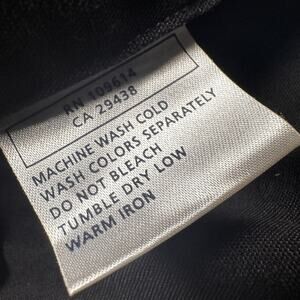 RN 109614
CA 29438
MACHINE WASH COLD
WASH COLORS SEPARATELY
DO NOT BLEACH
TUMBLE DRY LOW
WARM IRON